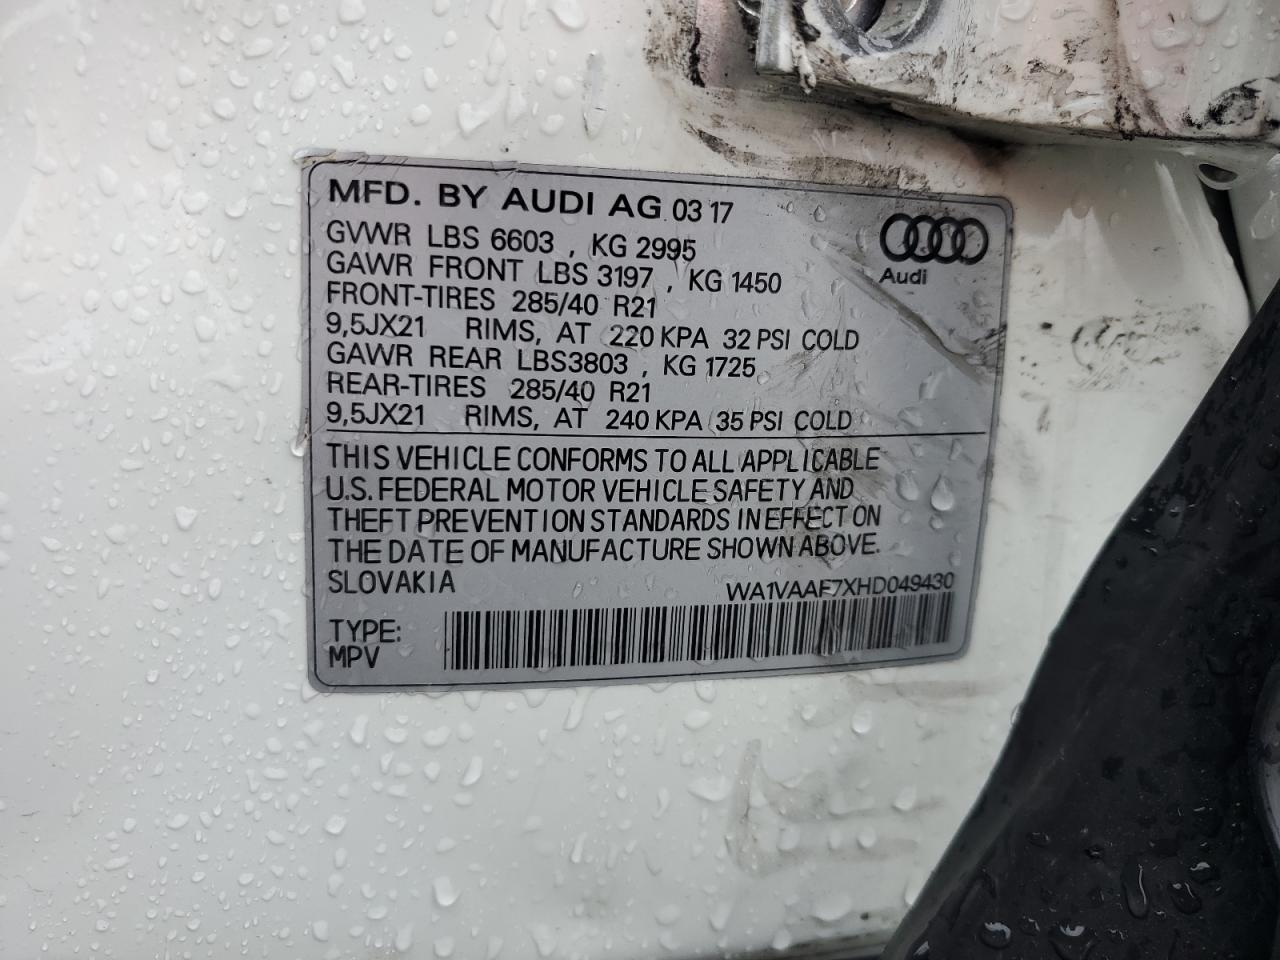 MFD. BY AUDI AG 03 17
GVWR LBS 6603 , KG 2995
GAWR FRONT LBS 3197 , KG 1450
FRONT-TIRES 285/40 R21
9,5JX21 RIMS, AT 220 KPA 32 PSI COLD
GAWR REAR LBS3803 , KG 1725
REAR-TIRES 285/40 R21
9,5JX21 RIMS, AT 240 KPA 35 PSI COLD
Audi
THIS VEHICLE CONFORMS TO ALL APPLICABLE
U.S. FEDERAL MOTOR VEHICLE SAFETY AND
THEFT PREVENTION STANDARDS IN EFFECT ON
THE DATE OF MANUFACTURE SHOWN ABOVE.
SLOVAKIA
WA1VAAF7XHD049430
TYPE:
MPV